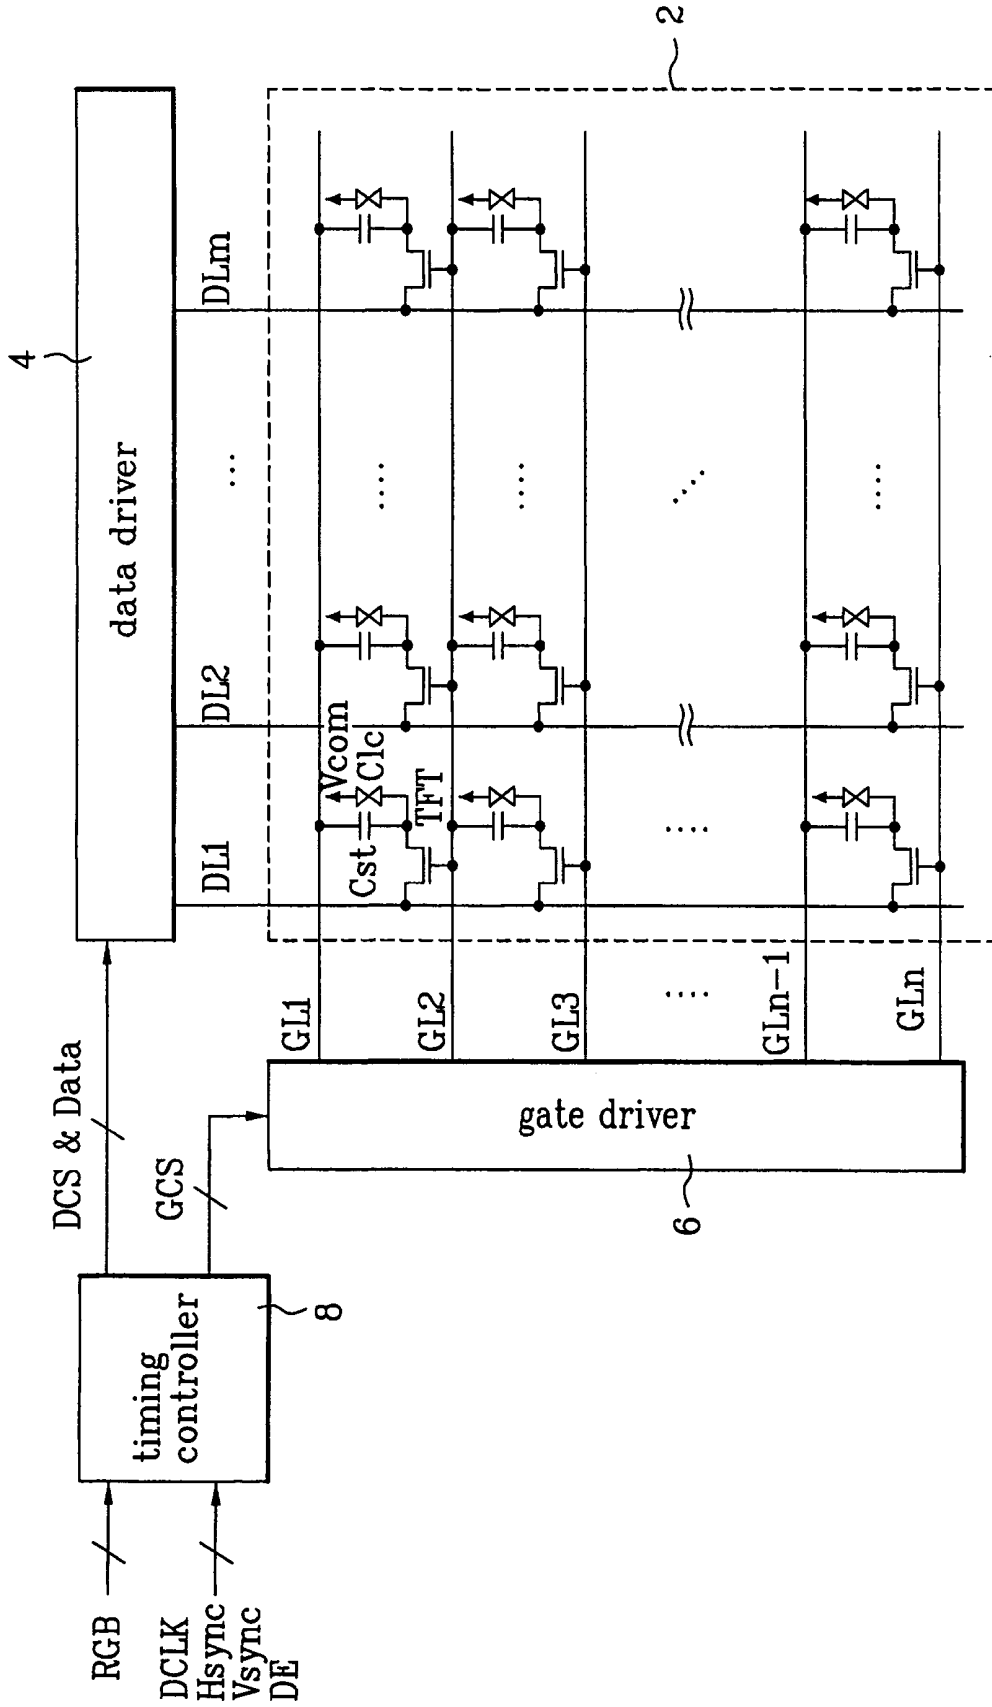 RGB
DCLK
Hsync
Vsync
DE
timing
controller
8
DCS & Data
GCS
data driver
4
gate driver
6
DL1
DL2
...
DLm
2
GL1
GL2
GL3
....
GLn-1
GLn
Vcom
Clc
Cst
TFT